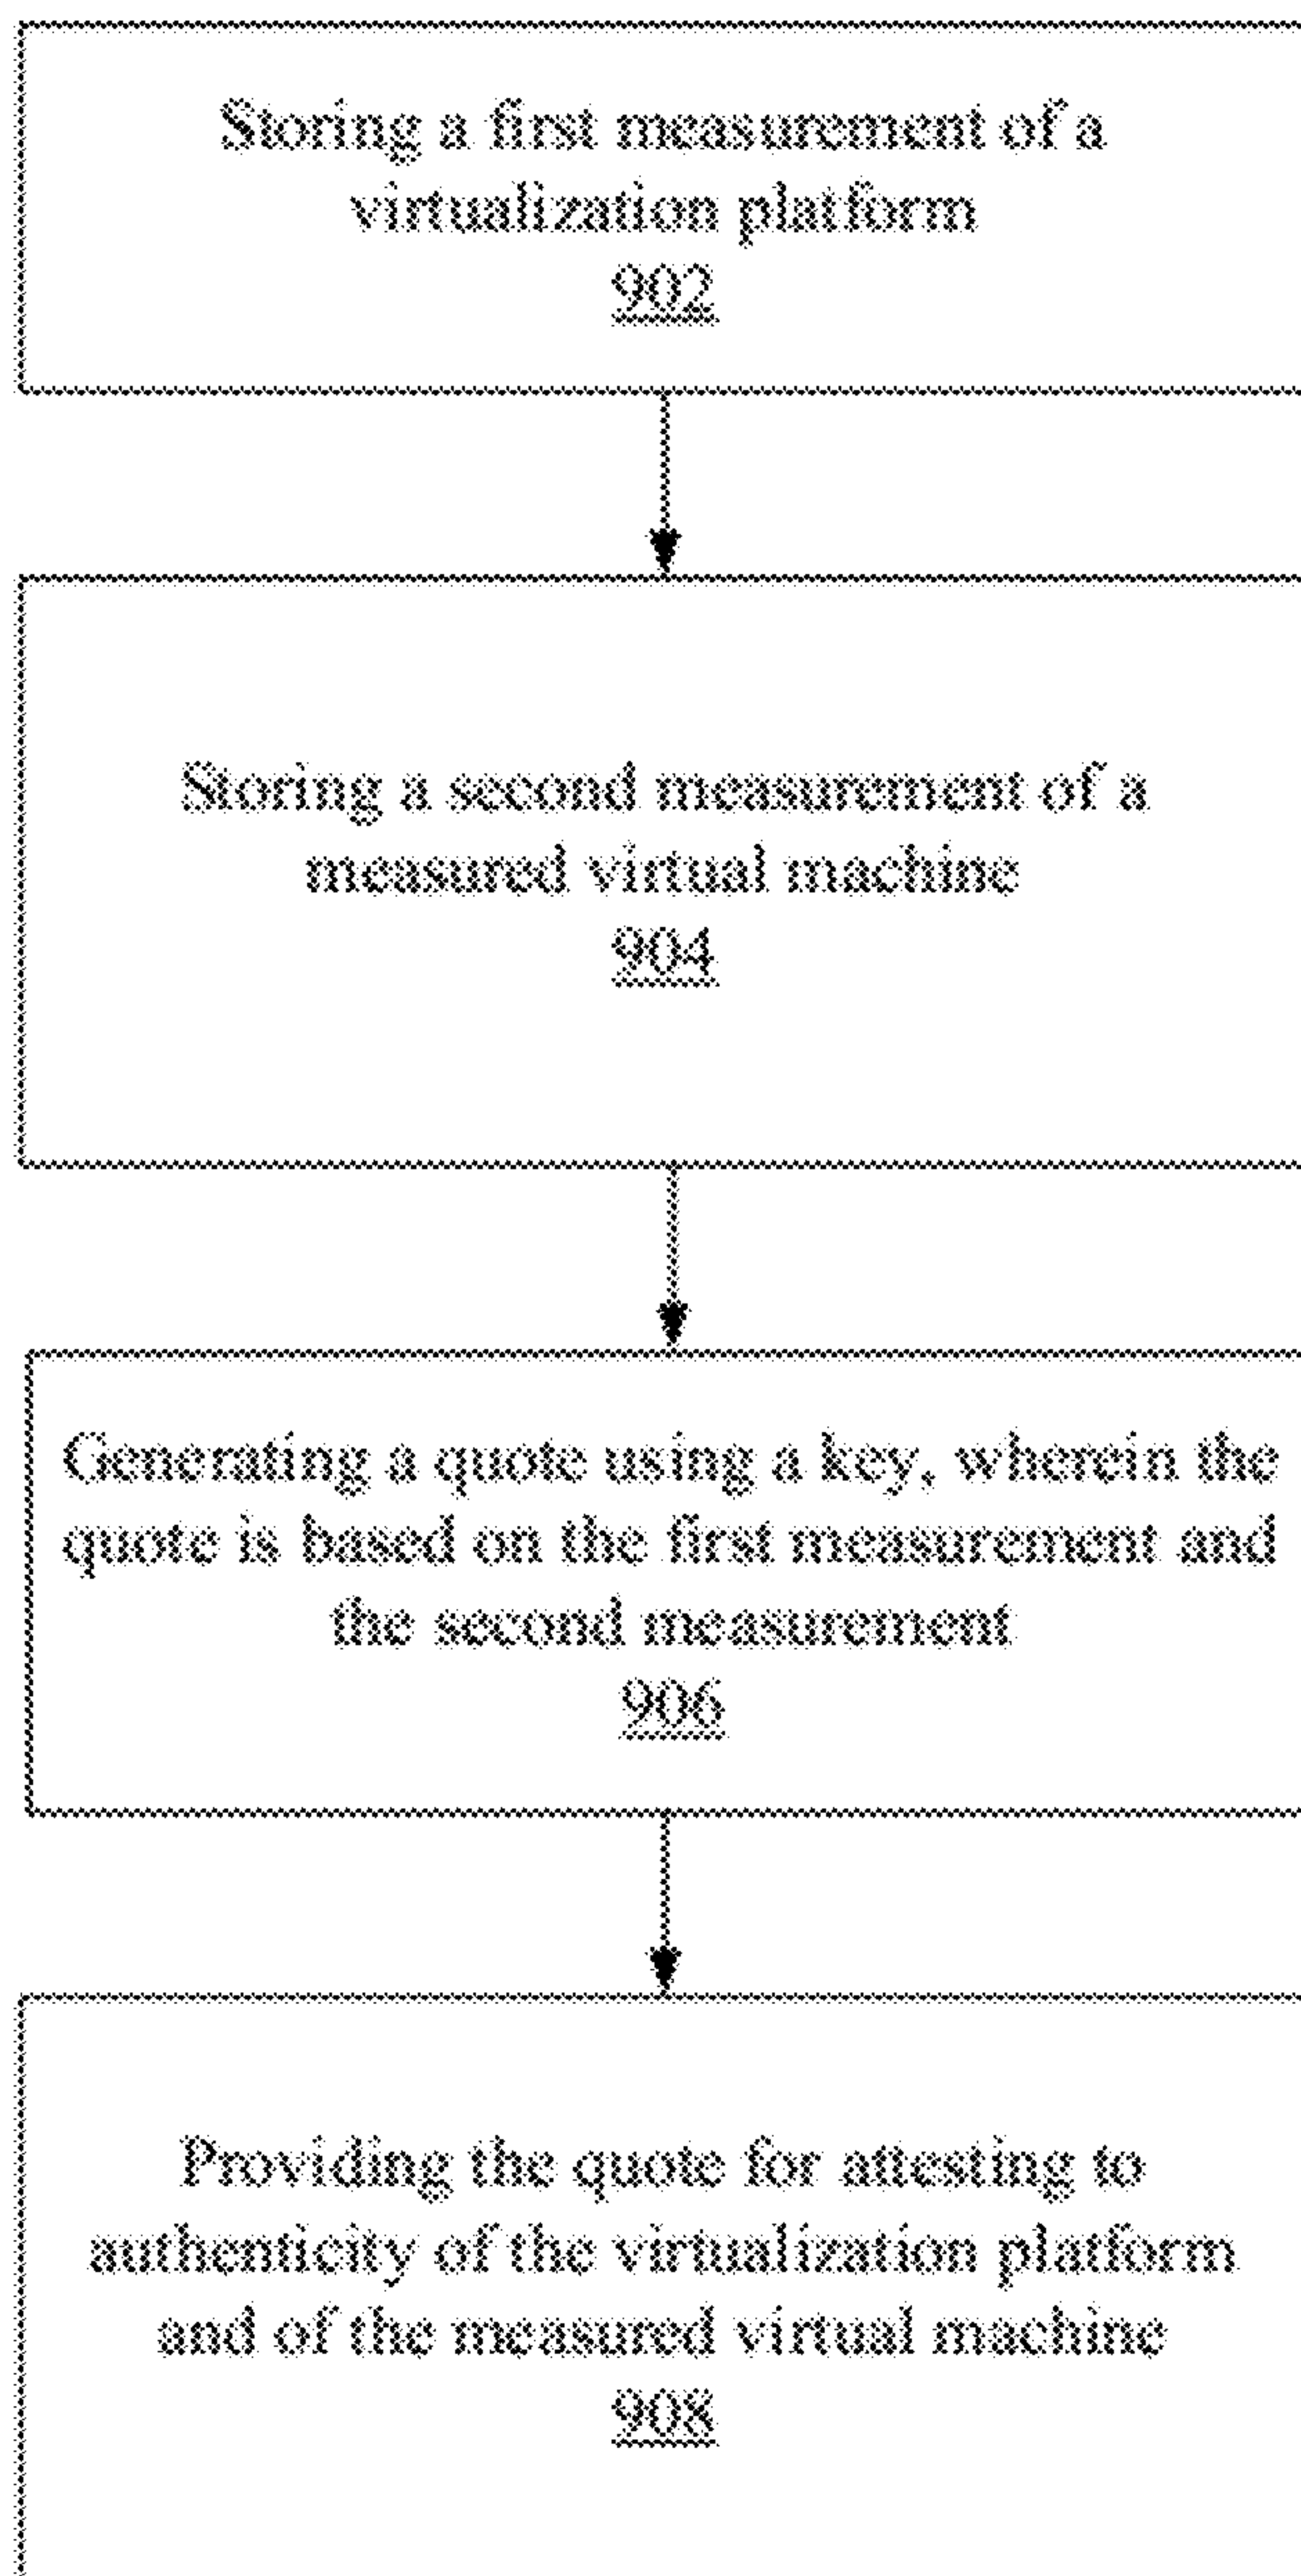 Storing a first measurement of a
virtualization platform
902
Storing a second measurement of a
measured virtual machine
904
Generating a quote using a key, wherein the
quote is based on the first measurement and
the second measurement
906
Providing the quote for attesting to
authenticity of the virtualization platform
and of the measured virtual machine
908